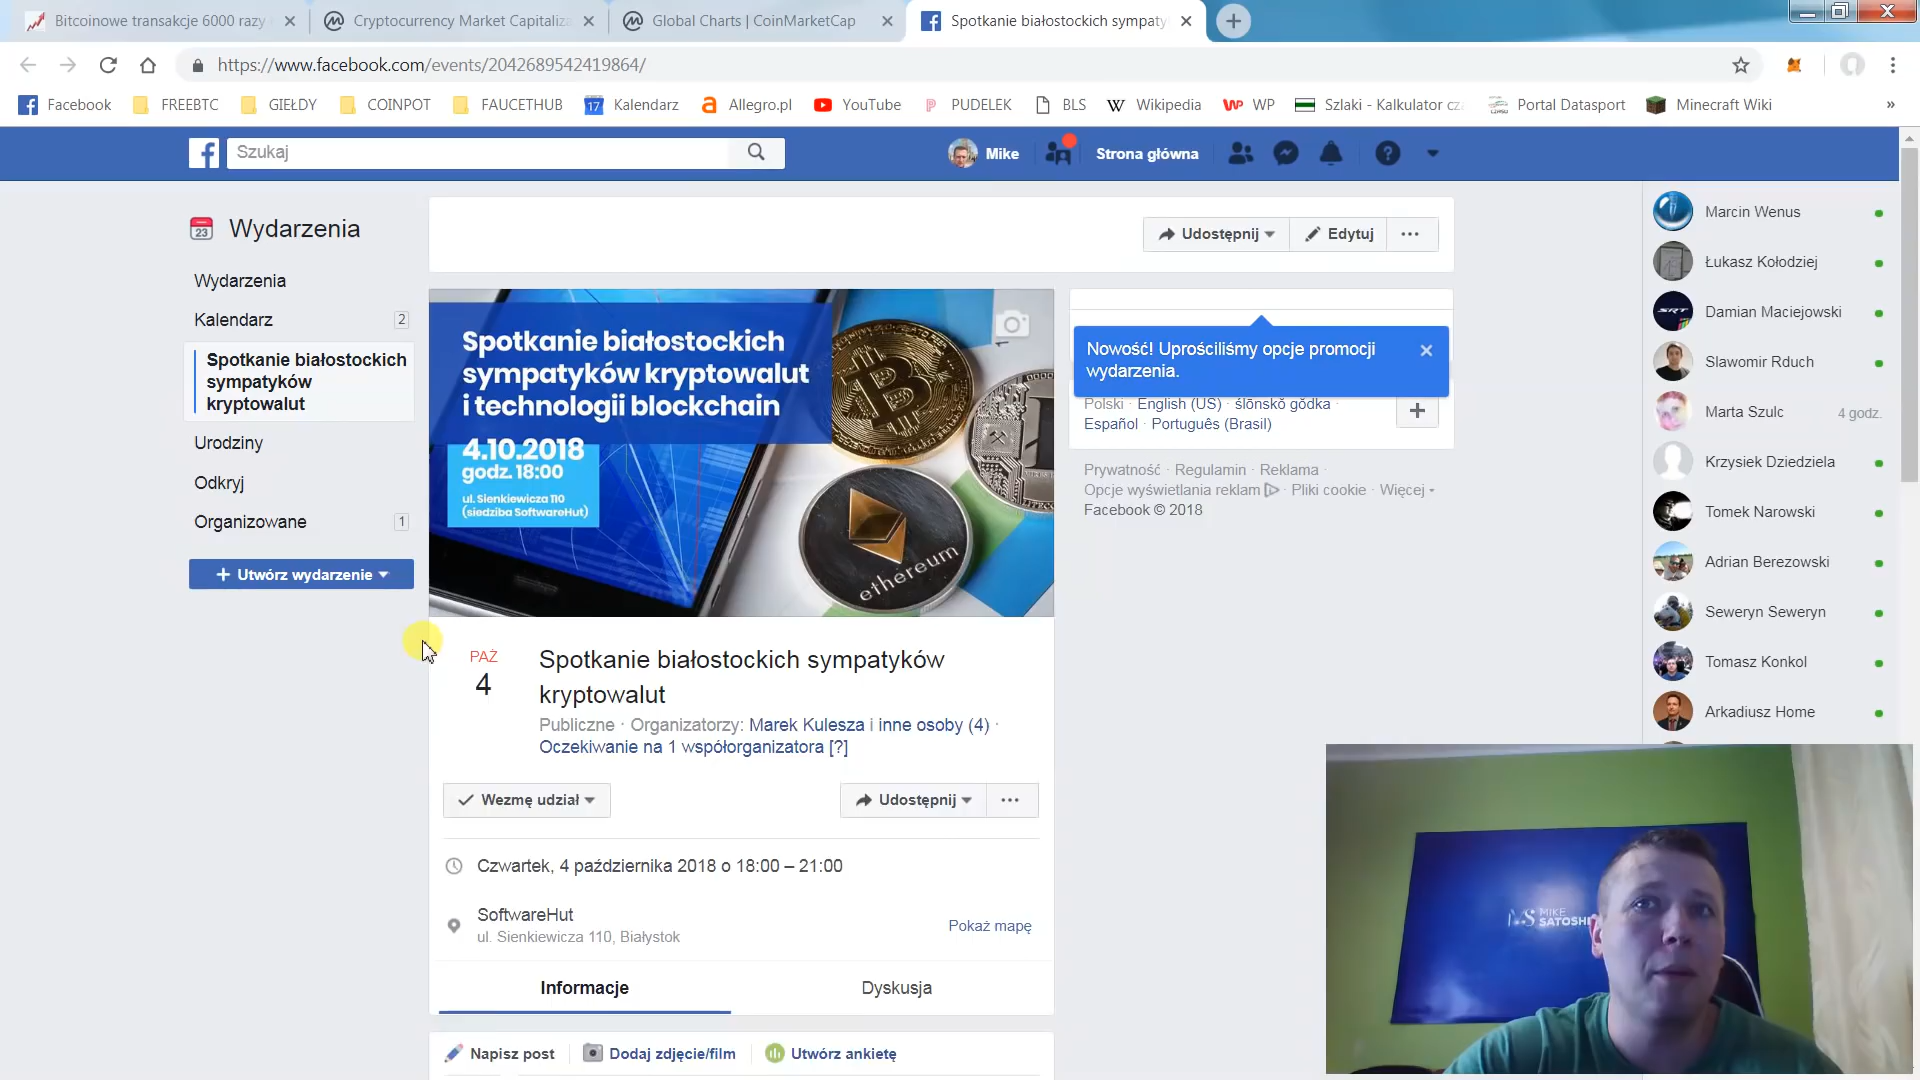 Bitcoinowe transakcje 6000 razy
Cryptocurrency Market Capitaliza
Global Charts | CoinMarketCap
Spotkanie białostockich sympaty
https://www.facebook.com/events/2042689542419864/
Facebook
FREEBTC
GIEŁDY
COINPOT
FAUCETHUB
17
Kalendarz
Allegro.pl
YouTube
PUDELEK
BLS
Wikipedia
WP
Szlaki - Kalkulator cz
Portal Datasport
Minecraft Wiki
»
Szukaj
Mike
Strona główna
23
Wydarzenia
Wydarzenia
Kalendarz 2
Spotkanie białostockich
sympatyków
kryptowalut
Urodziny
Odkryj
Organizowane 1
+ Utwórz wydarzenie
Udostępnij
Edytuj
Spotkanie białostockich
sympatyków kryptowalut
i technologii blockchain
4.10.2018
godz. 18:00
ul. Sienkiewicza 110
(siedziba SoftwareHut)
ethereum
PAŹ
4
Spotkanie białostockich sympatyków
kryptowalut
Publiczne · Organizatorzy: Marek Kulesza i inne osoby (4) ·
Oczekiwanie na 1 współorganizatora [?]
Wezmę udział
Udostępnij
Czwartek, 4 października 2018 o 18:00 – 21:00
SoftwareHut
ul. Sienkiewicza 110, Białystok
Pokaż mapę
Informacje
Dyskusja
Napisz post
Dodaj zdjęcie/film
Utwórz ankietę
Nowość! Uprościliśmy opcje promocji
wydarzenia.
Polski · English (US) · ślōnskŏ gŏdka ·
Español · Português (Brasil)
Prywatność · Regulamin · Reklama ·
Opcje wyświetlania reklam · Pliki cookie · Więcej
Facebook © 2018
Marcin Wenus
Łukasz Kołodziej
Damian Maciejowski
Slawomir Rduch
Marta Szulc 4 godz.
Krzysiek Dziedziela
Tomek Narowski
Adrian Berezowski
Seweryn Seweryn
Tomasz Konkol
Arkadiusz Home
MS MIKE
SATOSHI